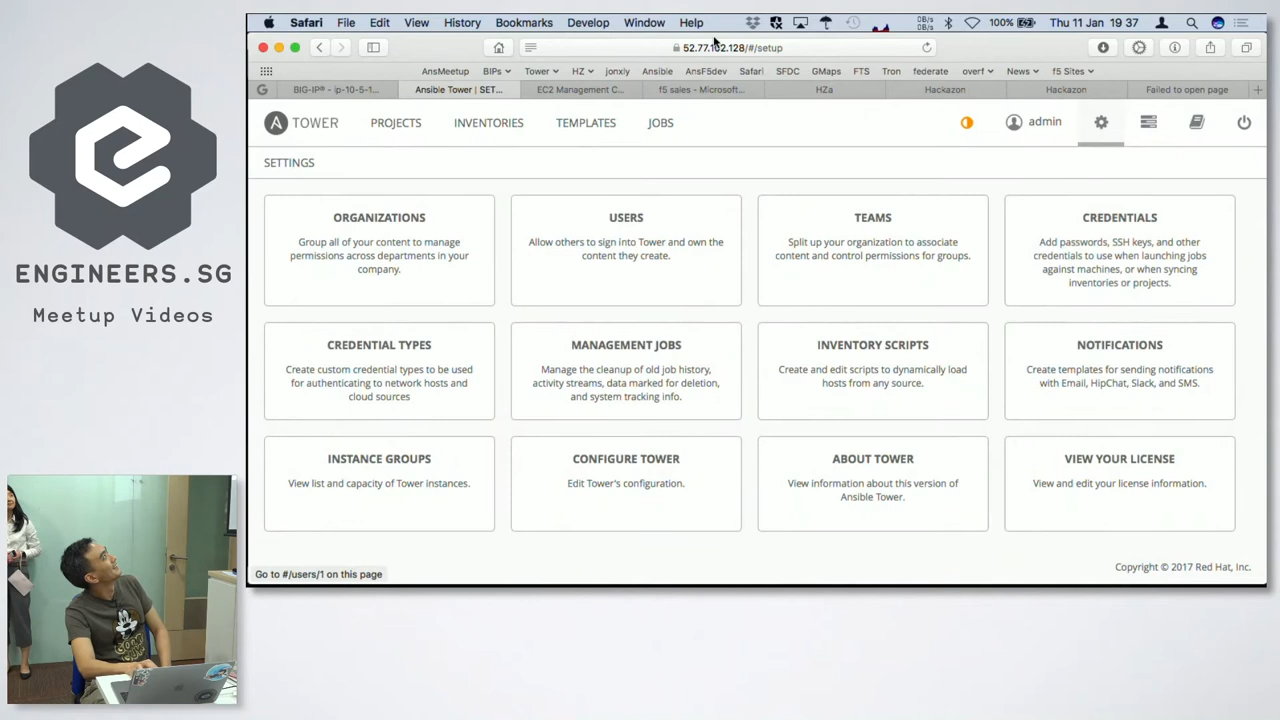 Safari File Edit View History Bookmarks Develop Window Help 0B/s 0B/s 100% Thu 11 Jan 19 37
52.77.162.128/#/setup
AnsMeetup BIPs Tower HZ jonxly Ansible AnsF5dev Safari SFDC GMaps FTS Tron federate overf News f5 Sites
G BIG-IP® - ip-10-5-1... Ansible Tower | SET... EC2 Management C... f5 sales - Microsoft... HZa Hackazon Hackazon Failed to open page
A TOWER PROJECTS INVENTORIES TEMPLATES JOBS admin
SETTINGS
ORGANIZATIONS
Group all of your content to manage
permissions across departments in your
company.
USERS
Allow others to sign into Tower and own the
content they create.
TEAMS
Split up your organization to associate
content and control permissions for groups.
CREDENTIALS
Add passwords, SSH keys, and other
credentials to use when launching jobs
against machines, or when syncing
inventories or projects.
CREDENTIAL TYPES
Create custom credential types to be used
for authenticating to network hosts and
cloud sources
MANAGEMENT JOBS
Manage the cleanup of old job history,
activity streams, data marked for deletion,
and system tracking info.
INVENTORY SCRIPTS
Create and edit scripts to dynamically load
hosts from any source.
NOTIFICATIONS
Create templates for sending notifications
with Email, HipChat, Slack, and SMS.
INSTANCE GROUPS
View list and capacity of Tower instances.
CONFIGURE TOWER
Edit Tower's configuration.
ABOUT TOWER
View information about this version of
Ansible Tower.
VIEW YOUR LICENSE
View and edit your license information.
Go to #/users/1 on this page
Copyright © 2017 Red Hat, Inc.
e
ENGINEERS.SG
Meetup Videos